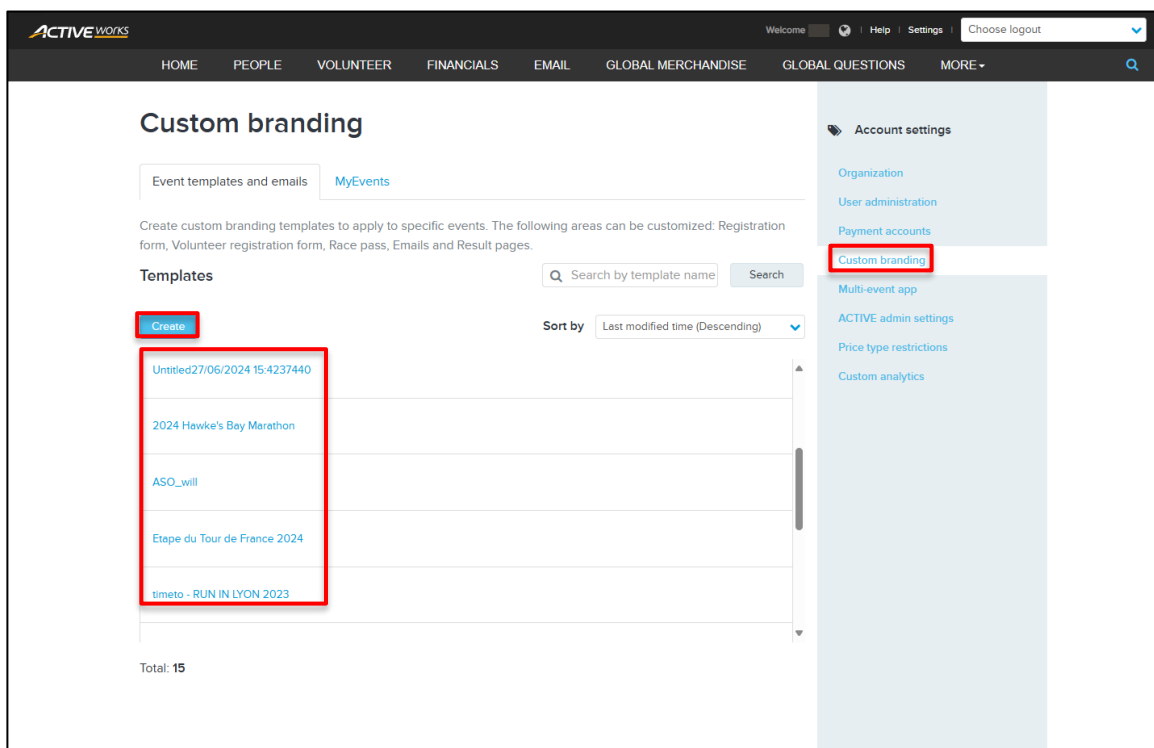 ACTIVE WORKS
Welcome | Help | Settings | Choose logout
HOME PEOPLE VOLUNTEER FINANCIALS EMAIL GLOBAL MERCHANDISE GLOBAL QUESTIONS MORE
Custom branding
Event templates and emails MyEvents
Create custom branding templates to apply to specific events. The following areas can be customized: Registration
form, Volunteer registration form, Race pass, Emails and Result pages.
Templates
Search by template name Search
Create
Sort by Last modified time (Descending)
Untitled27/06/2024 15:4237440
2024 Hawke's Bay Marathon
ASO_will
Etape du Tour de France 2024
timeto - RUN IN LYON 2023
Total: 15
Account settings
Organization
User administration
Payment accounts
Custom branding
Multi-event app
ACTIVE admin settings
Price type restrictions
Custom analytics